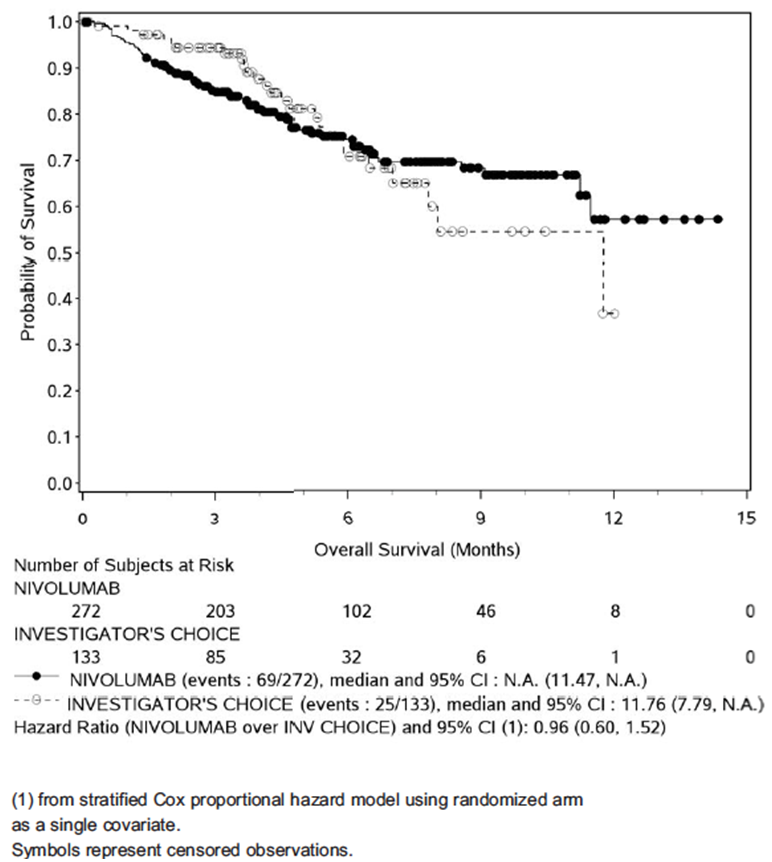 1.0
0.9
0.8
0.7
0.6
0.5
0.4
0.3
0.2
0.1
0.0
Probability of Survival
0 3 6 9 12 15
Overall Survival (Months)
Number of Subjects at Risk
NIVOLUMAB
272 203 102 46 8 0
INVESTIGATOR'S CHOICE
133 85 32 6 1 0
NIVOLUMAB (events : 69/272), median and 95% CI : N.A. (11.47, N.A.)
INVESTIGATOR'S CHOICE (events : 25/133), median and 95% CI : 11.76 (7.79, N.A.)
Hazard Ratio (NIVOLUMAB over INV CHOICE) and 95% CI (1): 0.96 (0.60, 1.52)
(1) from stratified Cox proportional hazard model using randomized arm
as a single covariate.
Symbols represent censored observations.